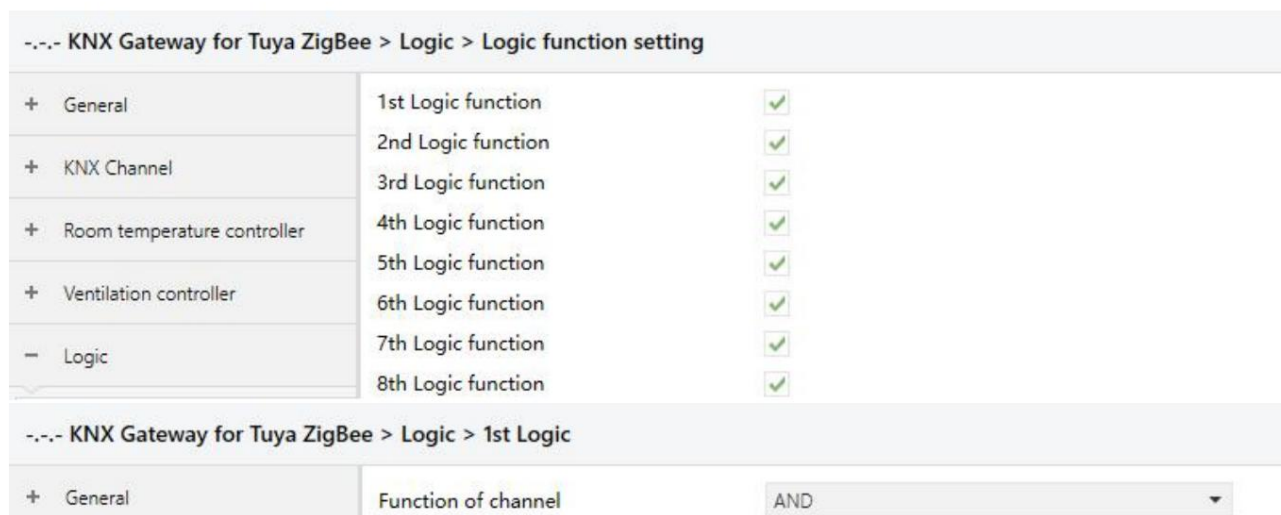 -.-.- KNX Gateway for Tuya ZigBee > Logic > Logic function setting
+ General
1st Logic function
2nd Logic function
+ KNX Channel
3rd Logic function
+ Room temperature controller
4th Logic function
5th Logic function
+ Ventilation controller
6th Logic function
7th Logic function
− Logic
8th Logic function
-.-.- KNX Gateway for Tuya ZigBee > Logic > 1st Logic
+ General
Function of channel AND